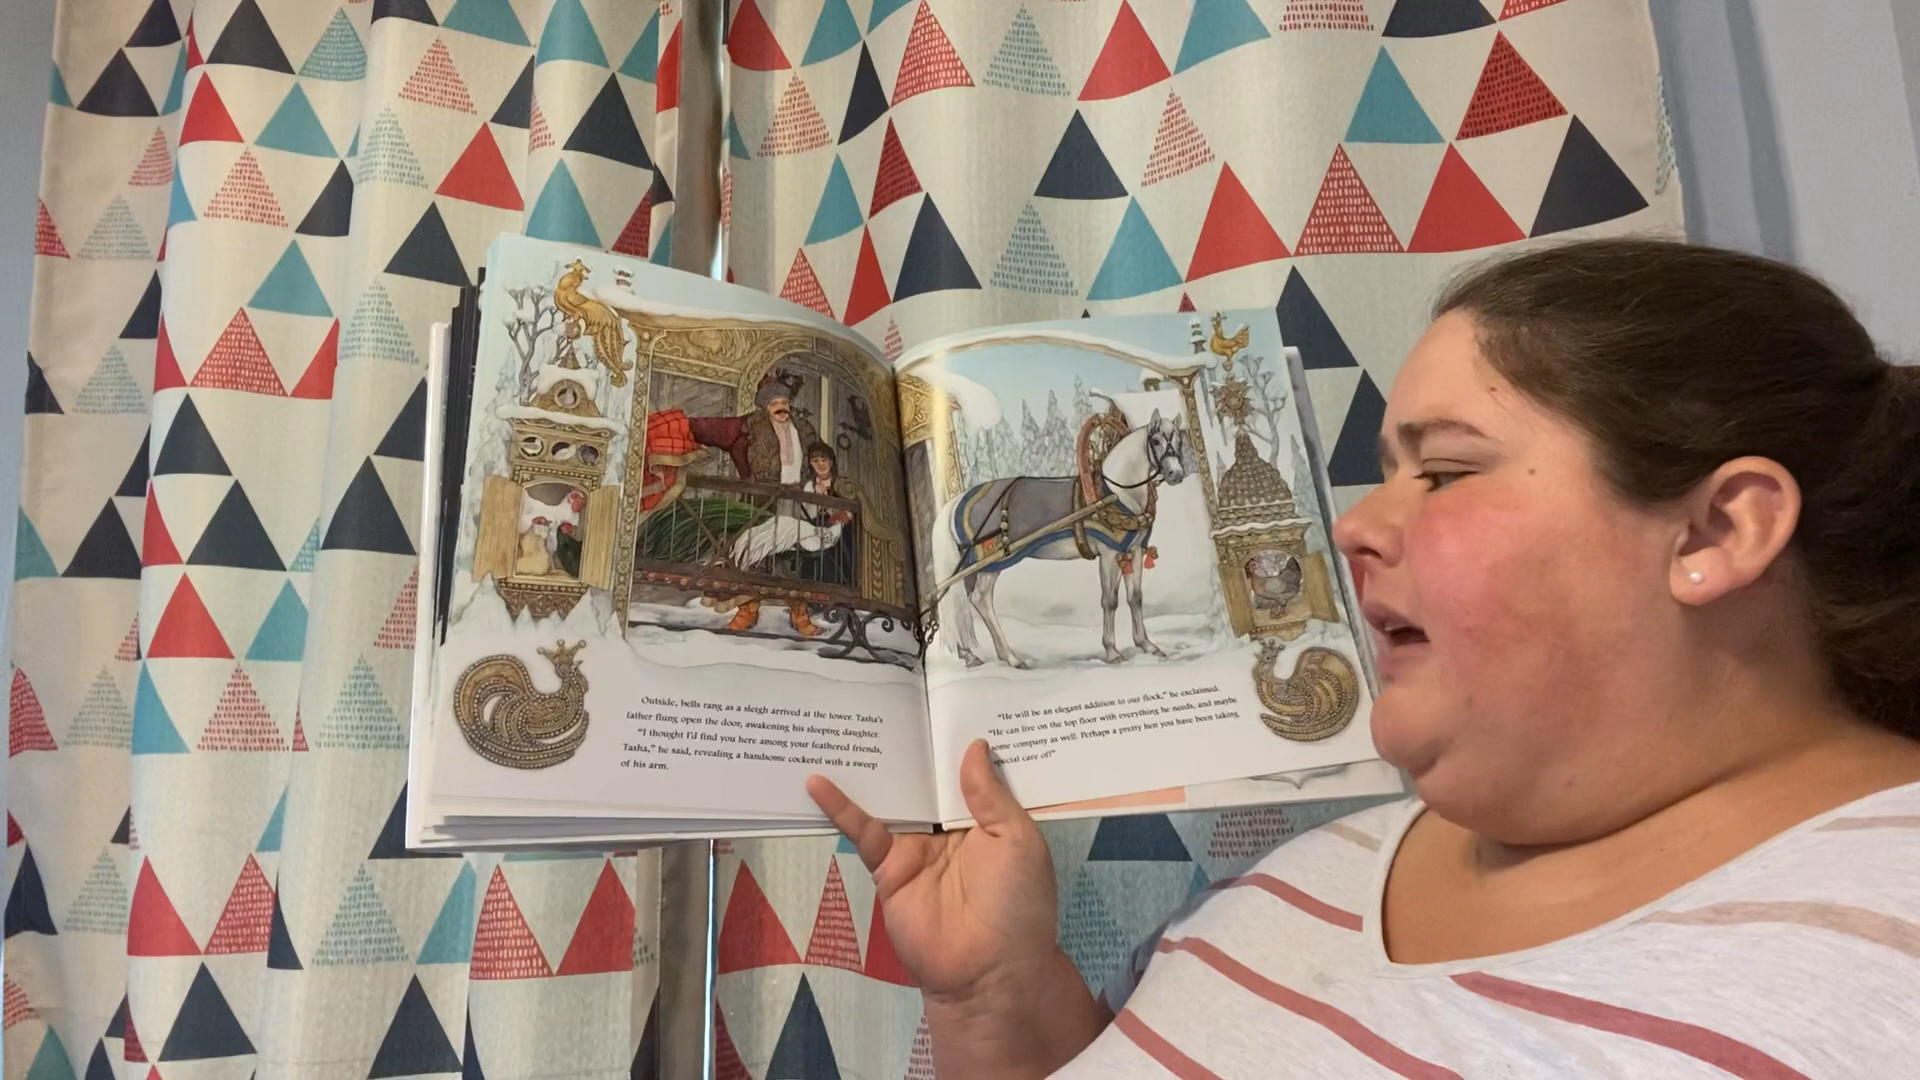 Outside, bells rang as a sleigh arrived at the tower. Tasha's
father flung open the door, awakening his sleeping daughter.
"I thought I'd find you here among your feathered friends,
Tasha," he said, revealing a handsome cockerel with a sweep
of his arm.
"He will be an elegant addition to our flock," he exclaimed.
"He can live on the top floor with everything he needs, and maybe
some company as well. Perhaps a pretty hen you have been taking
special care of?"